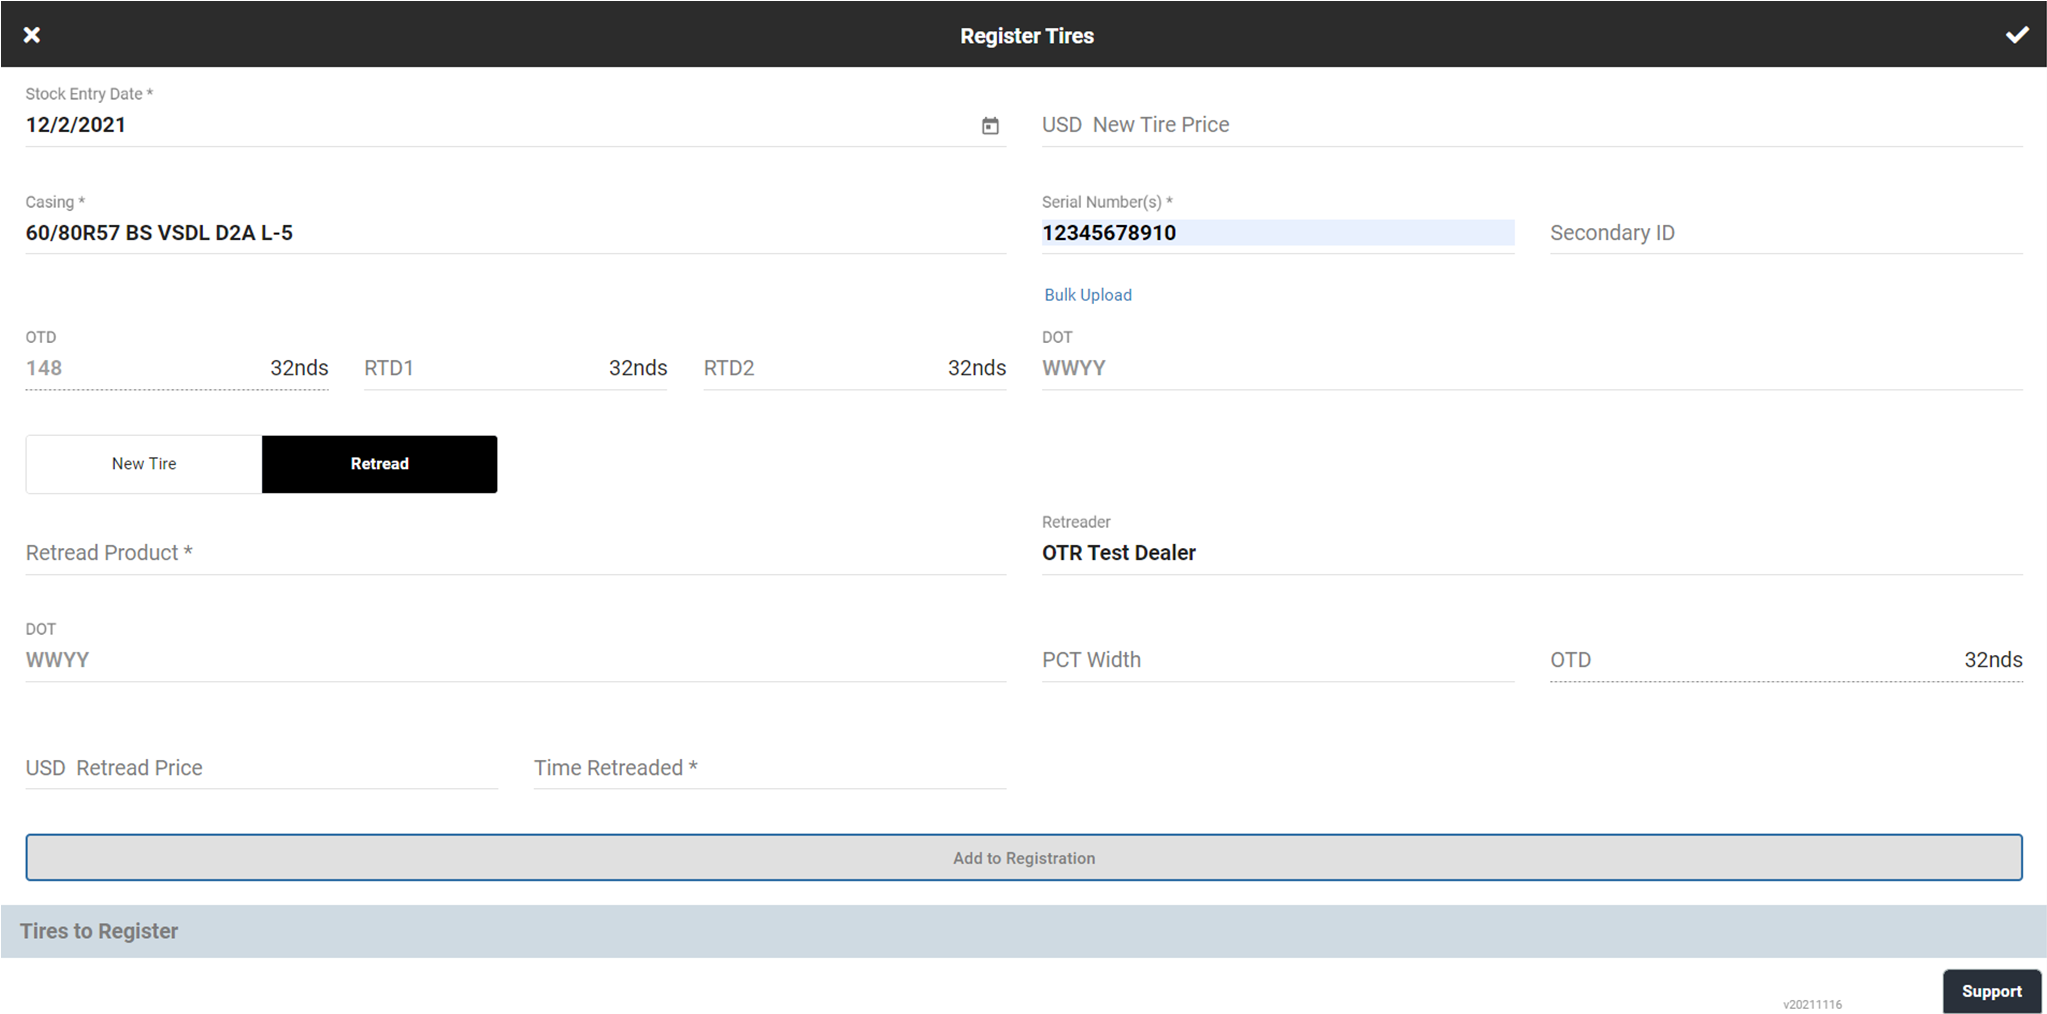 Register Tires
Stock Entry Date *
12/2/2021
USD New Tire Price
Casing *
60/80R57 BS VSDL D2A L-5
Serial Number(s) *
12345678910
Secondary ID
Bulk Upload
OTD
148 32nds
RTD1 32nds
RTD2 32nds
DOT
WWYY
New Tire
Retread
Retread Product *
Retreader
OTR Test Dealer
DOT
WWYY
PCT Width
OTD 32nds
USD Retread Price
Time Retreaded *
Add to Registration
Tires to Register
v20211116
Support